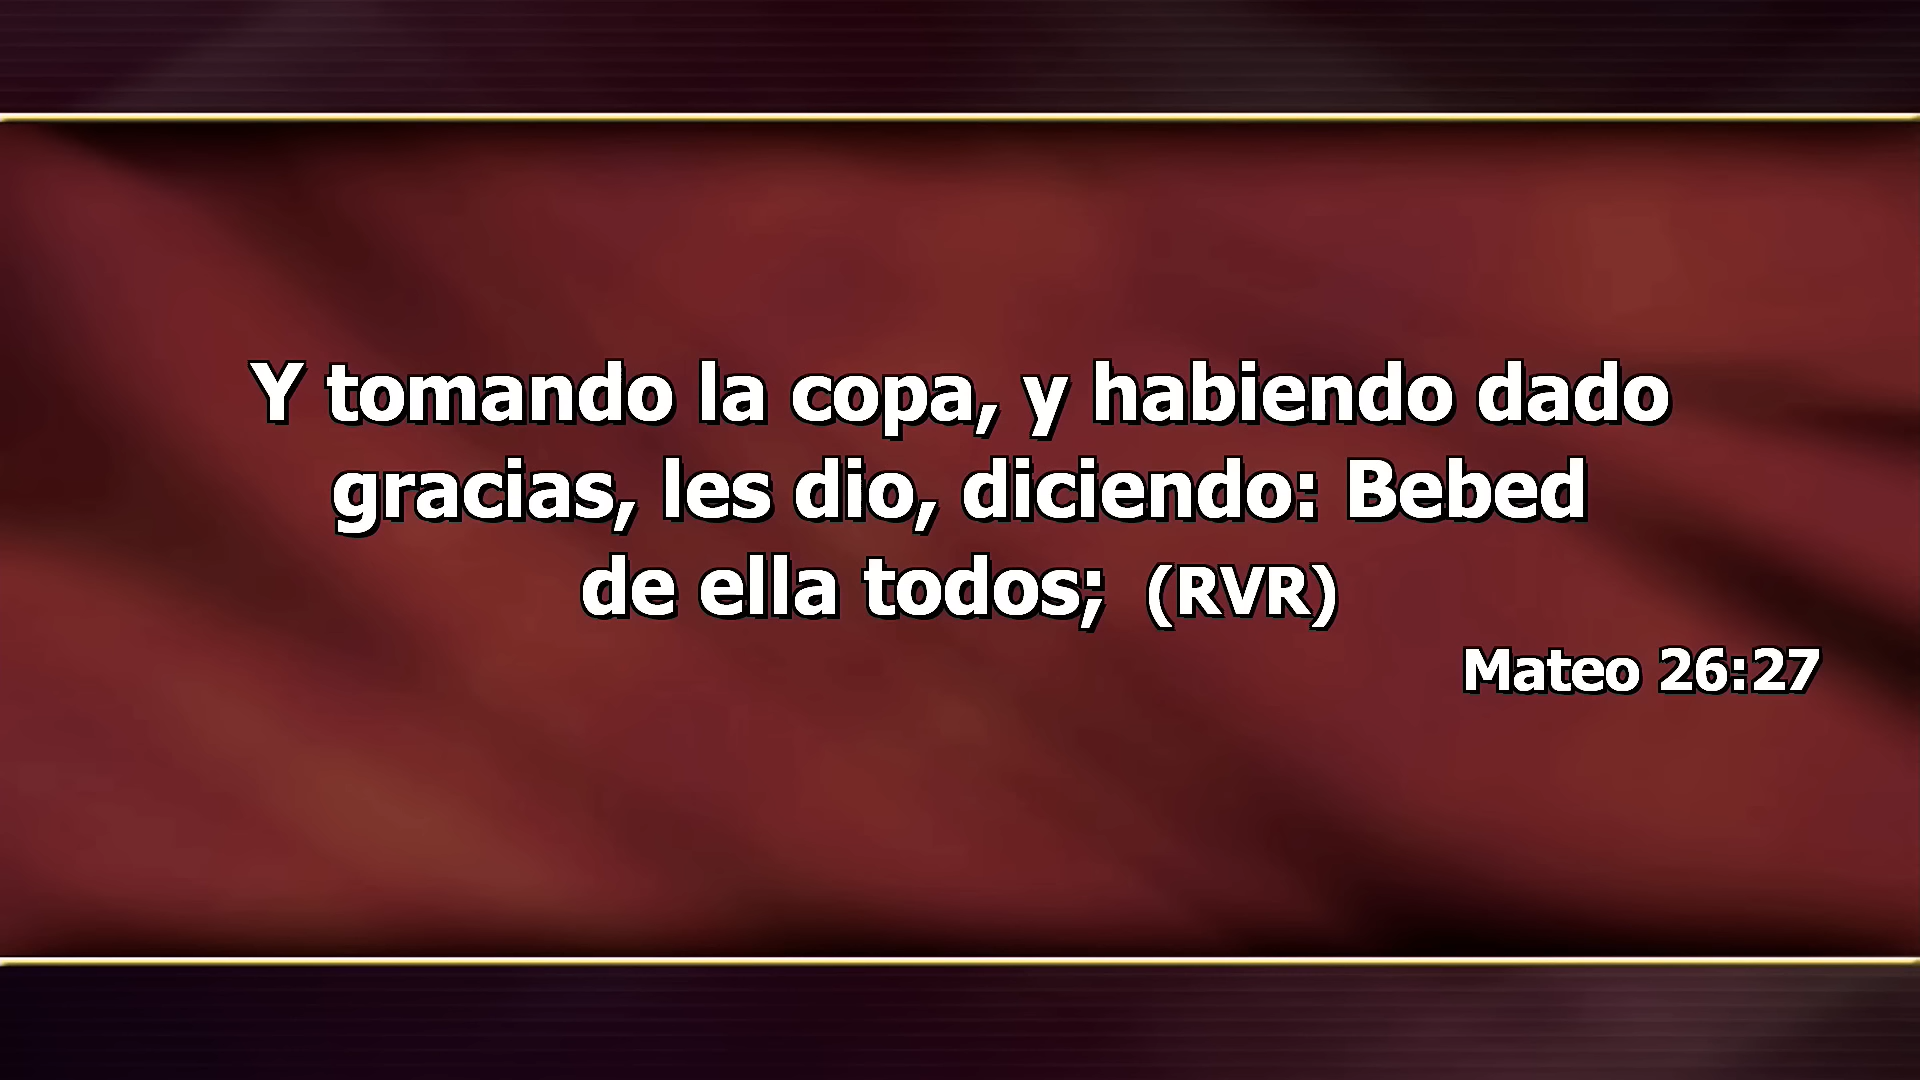 Y tomando la copa, y habiendo dado
gracias, les dio, diciendo: Bebed
de ella todos; (RVR)
Mateo 26:27